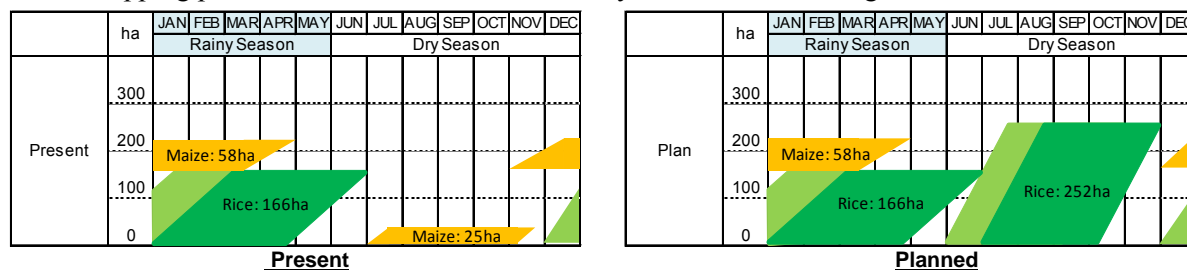 ha JAN FEB MAR APR MAY JUN JUL AUG SEP OCT NOV DEC
Rainy Season Dry Season
Present
300
200
100
0
Maize: 58ha
Rice: 166ha
Maize: 25ha
Present
ha JAN FEB MAR APR MAY JUN JUL AUG SEP OCT NOV DEC
Rainy Season Dry Season
Plan
300
200
100
0
Maize: 58ha
Rice: 166ha
Rice: 252ha
Planned